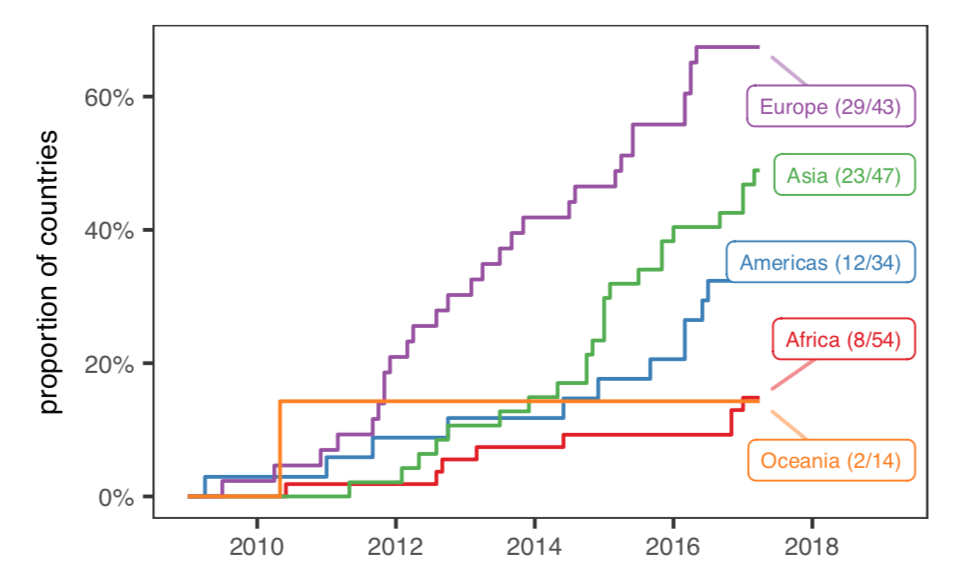 proportion of countries
60%
40%
20%
0%
Europe (29/43)
Asia (23/47)
Americas (12/34)
Africa (8/54)
Oceania (2/14)
2010 2012 2014 2016 2018